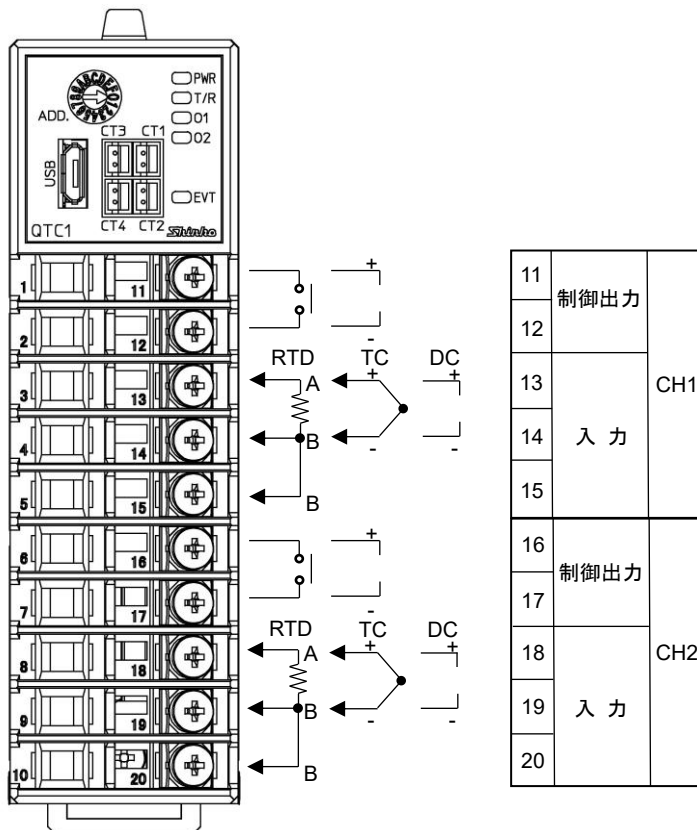 PWR
T/R
O1
O2
EVT
ADD.
789ABCDEF0123456
CT3 CT1
USB
CT4 CT2
QTC1
Shinko
1 11
2 12
3 13
4 14
5 15
6 16
7 17
8 18
9 19
10 20
+
-
RTD TC DC
A + +
B - -
B
+
-
RTD TC DC
A + +
B - -
B
11 制御出力 CH1
12
13 入力
14
15
16 制御出力 CH2
17
18 入力
19
20